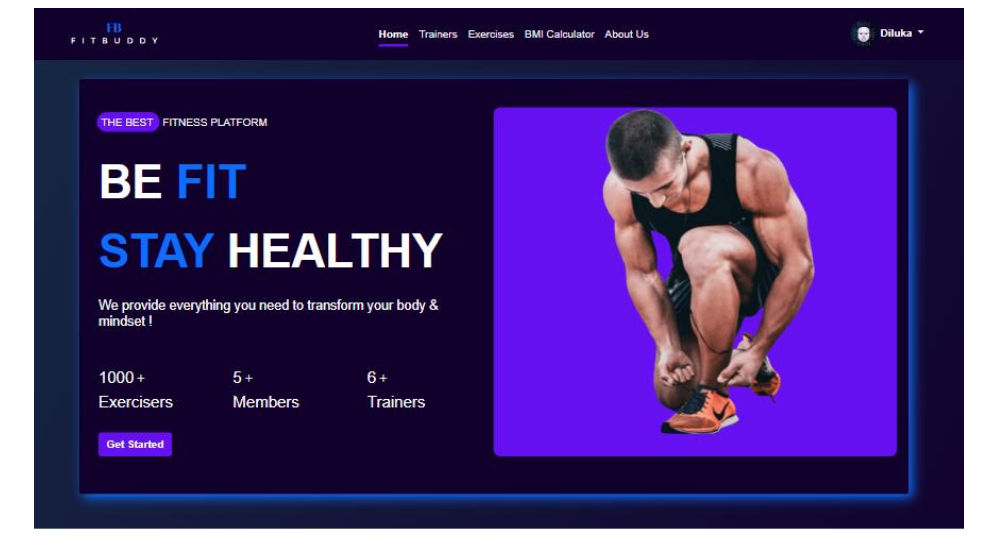 FB
FITBUDDY
Home Trainers Exercises BMI Calculator About Us
Diluka
THE BEST FITNESS PLATFORM
BE FIT
STAY HEALTHY
We provide everything you need to transform your body &
mindset !
1000 + 5 + 6 +
Exercisers Members Trainers
Get Started